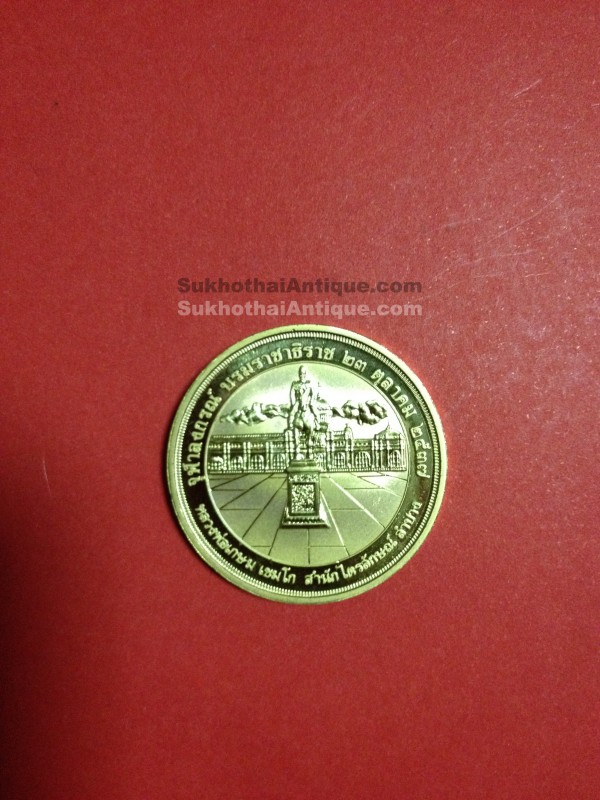 SukhothaiAntique.com
SukhothaiAntique.com
จุฬาลงกรณ์ บรมราชาธิราช ๒๓ ตุลาคม ๒๕๓๗
หลวงพ่อเกษม เขมโก สำนักไตรลักษณ์ ลำปาง